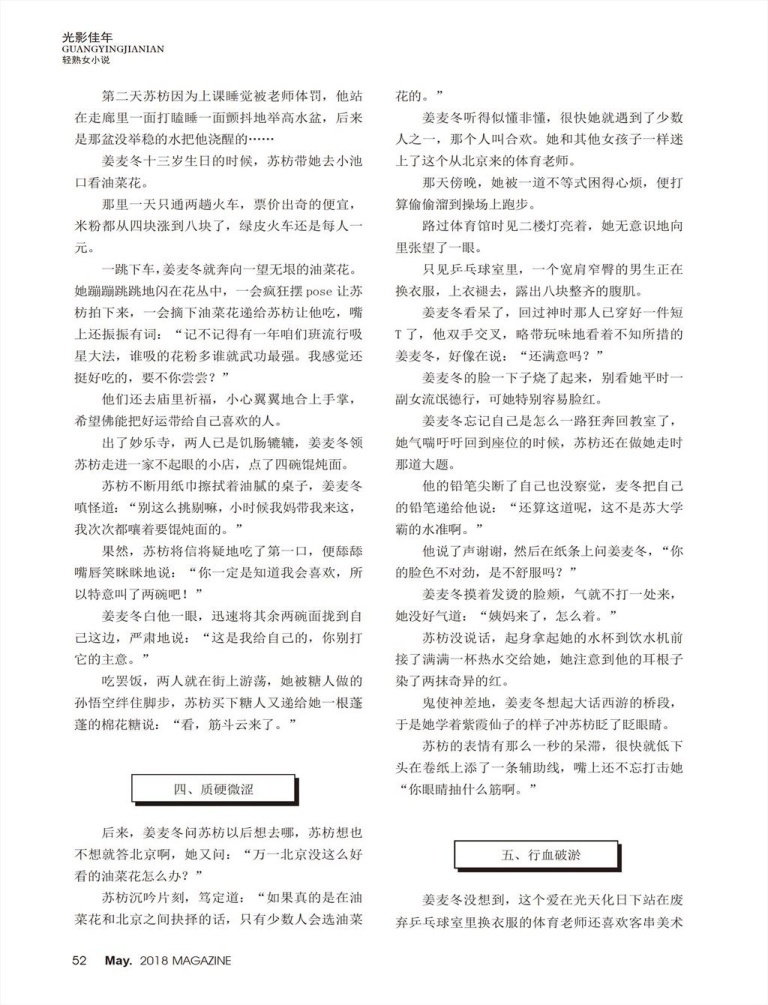 光影佳年
GUANGYINGJIANIAN
轻熟女小说
第二天苏枋因为上课睡觉被老师体罚，他站
在走廊里一面打瞌睡一面颤抖地举高水盆，后来
是那盆没举稳的水把他浇醒的……
姜麦冬十三岁生日的时候，苏枋带她去小池
口看油菜花。
那里一天只通两趟火车，票价出奇的便宜，
米粉都从四块涨到八块了，绿皮火车还是每人一
元。
一跳下车，姜麦冬就奔向一望无垠的油菜花。
她蹦蹦跳跳地闪在花丛中，一会疯狂摆 pose 让苏
枋拍下来，一会摘下油菜花递给苏枋让他吃，嘴
上还振振有词：“记不记得有一年咱们班流行吸
星大法，谁吸的花粉多谁就武功最强。我感觉还
挺好吃的，要不你尝尝？”
他们还去庙里祈福，小心翼翼地合上手掌，
希望佛能把好运带给自己喜欢的人。
出了妙乐寺，两人已是饥肠辘辘，姜麦冬领
苏枋走进一家不起眼的小店，点了四碗馄炖面。
苏枋不断用纸巾擦拭着油腻的桌子，姜麦冬
嗔怪道：“别这么挑剔嘛，小时候我妈带我来这，
我次次都嚷着要馄炖面的。”
果然，苏枋将信将疑地吃了第一口，便舔舔
嘴唇笑眯眯地说：“你一定是知道我会喜欢，所
以特意叫了两碗吧！”
姜麦冬白他一眼，迅速将其余两碗面拢到自
己这边，严肃地说：“这是我给自己的，你别打
它的主意。”
吃罢饭，两人就在街上游荡，她被糖人做的
孙悟空绊住脚步，苏枋买下糖人又递给她一根蓬
蓬的棉花糖说：“看，筋斗云来了。”
四、质硬微涩
后来，姜麦冬问苏枋以后想去哪，苏枋想也
不想就答北京啊，她又问：“万一北京没这么好
看的油菜花怎么办？”
苏枋沉吟片刻，笃定道：“如果真的是在油
菜花和北京之间抉择的话，只有少数人会选油菜
花的。”
姜麦冬听得似懂非懂，很快她就遇到了少数
人之一，那个人叫合欢。她和其他女孩子一样迷
上了这个从北京来的体育老师。
那天傍晚，她被一道不等式困得心烦，便打
算偷偷溜到操场上跑步。
路过体育馆时见二楼灯亮着，她无意识地向
里张望了一眼。
只见乒乓球室里，一个宽肩窄臀的男生正在
换衣服，上衣褪去，露出八块整齐的腹肌。
姜麦冬看呆了，回过神时那人已穿好一件短
T 了，他双手交叉，略带玩味地看着不知所措的
姜麦冬，好像在说：“还满意吗？”
姜麦冬的脸一下子烧了起来，别看她平时一
副女流氓德行，可她特别容易脸红。
姜麦冬忘记自己是怎么一路狂奔回教室了，
她气喘吁吁回到座位的时候，苏枋还在做她走时
那道大题。
他的铅笔尖断了自己也没察觉，麦冬把自己
的铅笔递给他说：“还算这道呢，这不是苏大学
霸的水准啊。”
他说了声谢谢，然后在纸条上问姜麦冬，“你
的脸色不对劲，是不舒服吗？”
姜麦冬摸着发烫的脸颊，气就不打一处来，
她没好气道：“姨妈来了，怎么着。”
苏枋没说话，起身拿起她的水杯到饮水机前
接了满满一杯热水交给她，她注意到他的耳根子
染了两抹奇异的红。
鬼使神差地，姜麦冬想起大话西游的桥段，
于是她学着紫霞仙子的样子冲苏枋眨了眨眼睛。
苏枋的表情有那么一秒的呆滞，很快就低下
头在卷纸上添了一条辅助线，嘴上还不忘打击她
“你眼睛抽什么筋啊。”
五、行血破淤
姜麦冬没想到，这个爱在光天化日下站在废
弃乒乓球室里换衣服的体育老师还喜欢客串美术
52 May. 2018 MAGAZINE